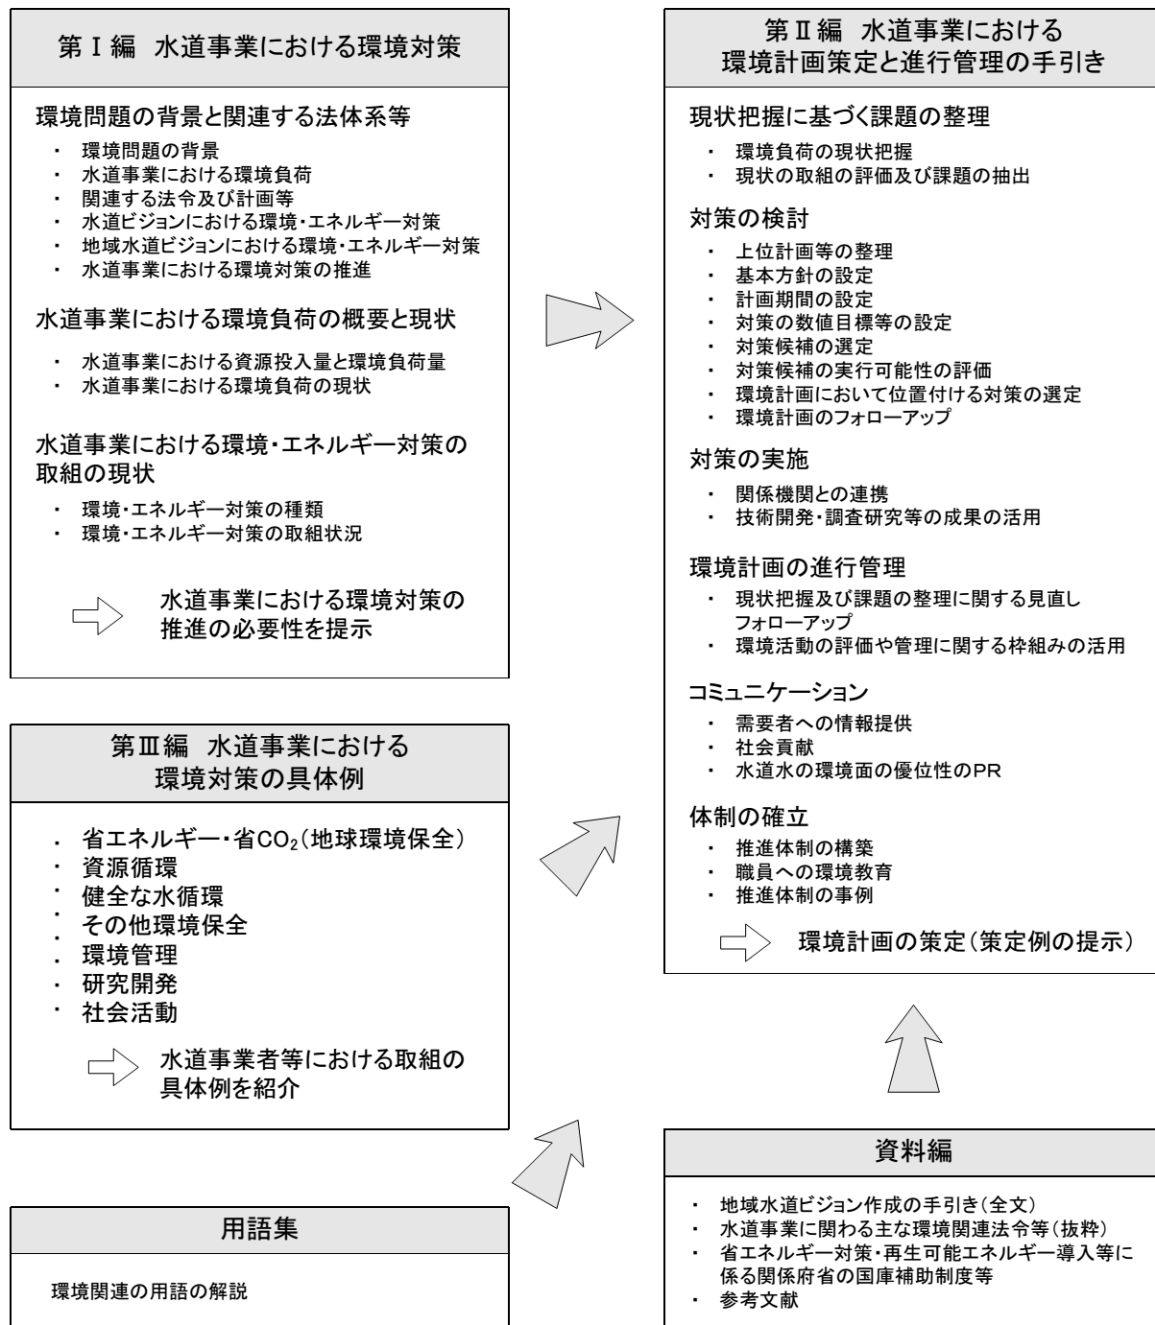 第Ⅰ編 水道事業における環境対策
環境問題の背景と関連する法体系等
・ 環境問題の背景
・ 水道事業における環境負荷
・ 関連する法令及び計画等
・ 水道ビジョンにおける環境・エネルギー対策
・ 地域水道ビジョンにおける環境・エネルギー対策
・ 水道事業における環境対策の推進
水道事業における環境負荷の概要と現状
・ 水道事業における資源投入量と環境負荷量
・ 水道事業における環境負荷の現状
水道事業における環境・エネルギー対策の
取組の現状
・ 環境・エネルギー対策の種類
・ 環境・エネルギー対策の取組状況
水道事業における環境対策の
推進の必要性を提示
第Ⅱ編 水道事業における
環境計画策定と進行管理の手引き
現状把握に基づく課題の整理
・ 環境負荷の現状把握
・ 現状の取組の評価及び課題の抽出
対策の検討
・ 上位計画等の整理
・ 基本方針の設定
・ 計画期間の設定
・ 対策の数値目標等の設定
・ 対策候補の選定
・ 対策候補の実行可能性の評価
・ 環境計画において位置付ける対策の選定
・ 環境計画のフォローアップ
対策の実施
・ 関係機関との連携
・ 技術開発・調査研究等の成果の活用
環境計画の進行管理
・ 現状把握及び課題の整理に関する見直し
フォローアップ
・ 環境活動の評価や管理に関する枠組みの活用
コミュニケーション
・ 需要者への情報提供
・ 社会貢献
・ 水道水の環境面の優位性のPR
体制の確立
・ 推進体制の構築
・ 職員への環境教育
・ 推進体制の事例
環境計画の策定(策定例の提示)
第Ⅲ編 水道事業における
環境対策の具体例
・ 省エネルギー・省CO₂(地球環境保全)
・ 資源循環
・ 健全な水循環
・ その他環境保全
・ 環境管理
・ 研究開発
・ 社会活動
水道事業者等における取組の
具体例を紹介
用語集
環境関連の用語の解説
資料編
・ 地域水道ビジョン作成の手引き(全文)
・ 水道事業に関わる主な環境関連法令等(抜粋)
・ 省エネルギー対策・再生可能エネルギー導入等に
係る関係府省の国庫補助制度等
・ 参考文献